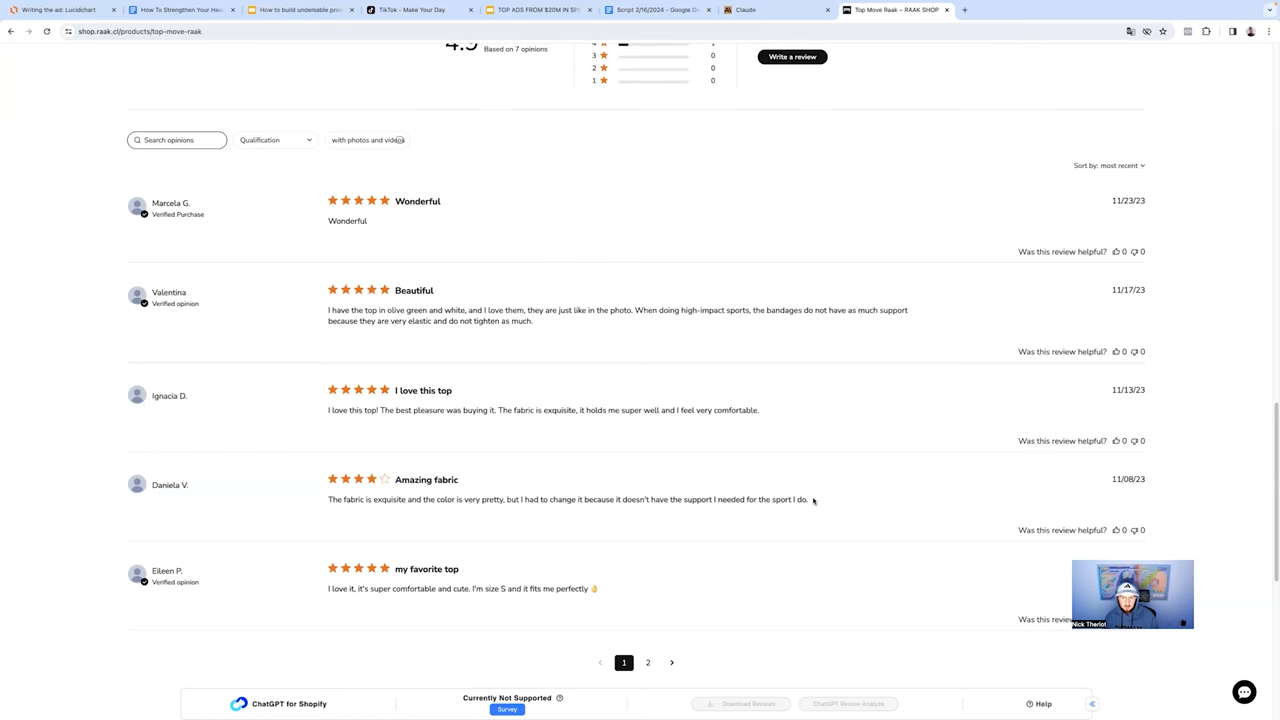 Writing the ad: Lucidchart
How To Strengthen Your Hea
How to build undeniable pro
TikTok - Make Your Day
TOP ADS FROM $20M IN SP
Script 2/16/2024 - Google D
Claude
Top Move Raak – RAAK SHOP
shop.raak.cl/products/top-move-raak
4.9
Based on 7 opinions
4
1
3
0
2
0
1
0
Write a review
Search opinions
Qualification
with photos and videos
Sort by: most recent
Marcela G.
Verified Purchase
Wonderful
Wonderful
11/23/23
Was this review helpful? 0 0
Valentina
Verified opinion
Beautiful
I have the top in olive green and white, and I love them, they are just like in the photo. When doing high-impact sports, the bandages do not have as much support
because they are very elastic and do not tighten as much.
11/17/23
Was this review helpful? 0 0
Ignacia D.
I love this top
I love this top! The best pleasure was buying it. The fabric is exquisite, it holds me super well and I feel very comfortable.
11/13/23
Was this review helpful? 0 0
Daniela V.
Amazing fabric
The fabric is exquisite and the color is very pretty, but I had to change it because it doesn't have the support I needed for the sport I do.
11/08/23
Was this review helpful? 0 0
Eileen P.
Verified opinion
my favorite top
I love it, it's super comfortable and cute. I'm size S and it fits me perfectly 👌
Was this
Nick Theriot
1
2
ChatGPT for Shopify
Currently Not Supported
Survey
Download Reviews
ChatGPT Review Analyze
Help